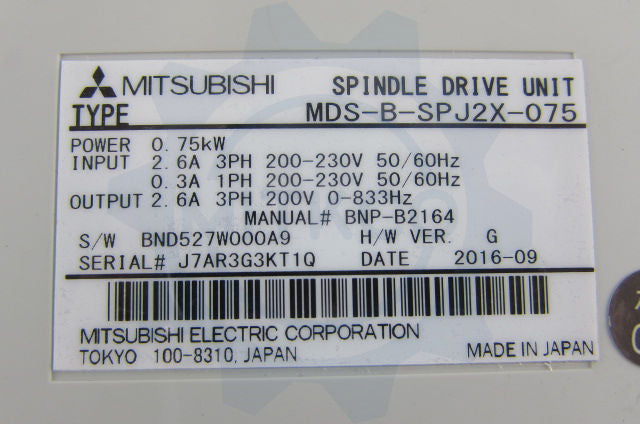 MITSUBISHI SPINDLE DRIVE UNIT
TYPE MDS-B-SPJ2X-075
POWER 0.75kW
INPUT 2.6A 3PH 200-230V 50/60Hz
0.3A 1PH 200-230V 50/60Hz
OUTPUT 2.6A 3PH 200V 0-833Hz
MANUAL# BNP-B2164
S/W BND527W000A9 H/W VER. G
SERIAL# J7AR3G3KT1Q DATE 2016-09
MITSUBISHI ELECTRIC CORPORATION
TOKYO 100-8310, JAPAN MADE IN JAPAN